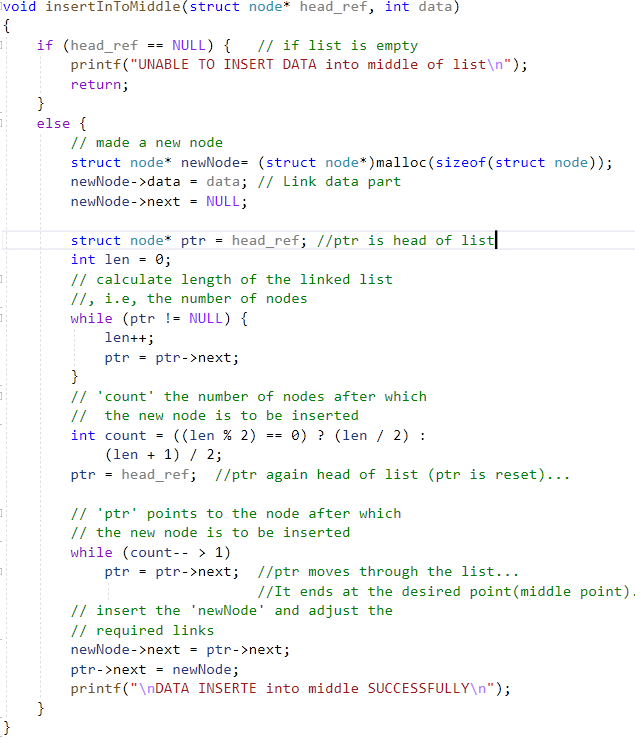 void insertInToMiddle(struct node* head_ref, int data)
{
    if (head_ref == NULL) {   // if list is empty
        printf("UNABLE TO INSERT DATA into middle of list\n");
        return;
    }
    else {
        // made a new node
        struct node* newNode= (struct node*)malloc(sizeof(struct node));
        newNode->data = data; // Link data part
        newNode->next = NULL;

        struct node* ptr = head_ref; //ptr is head of list
        int len = 0;
        // calculate length of the linked list
        //, i.e, the number of nodes
        while (ptr != NULL) {
            len++;
            ptr = ptr->next;
        }
        // 'count' the number of nodes after which
        //  the new node is to be inserted
        int count = ((len % 2) == 0) ? (len / 2) :
            (len + 1) / 2;
        ptr = head_ref;  //ptr again head of list (ptr is reset)...

        // 'ptr' points to the node after which
        // the new node is to be inserted
        while (count-- > 1)
            ptr = ptr->next;  //ptr moves through the list...
                              //It ends at the desired point(middle point).
        // insert the 'newNode' and adjust the
        // required links
        newNode->next = ptr->next;
        ptr->next = newNode;
        printf("\nDATA INSERTE into middle SUCCESSFULLY\n");
    }
}